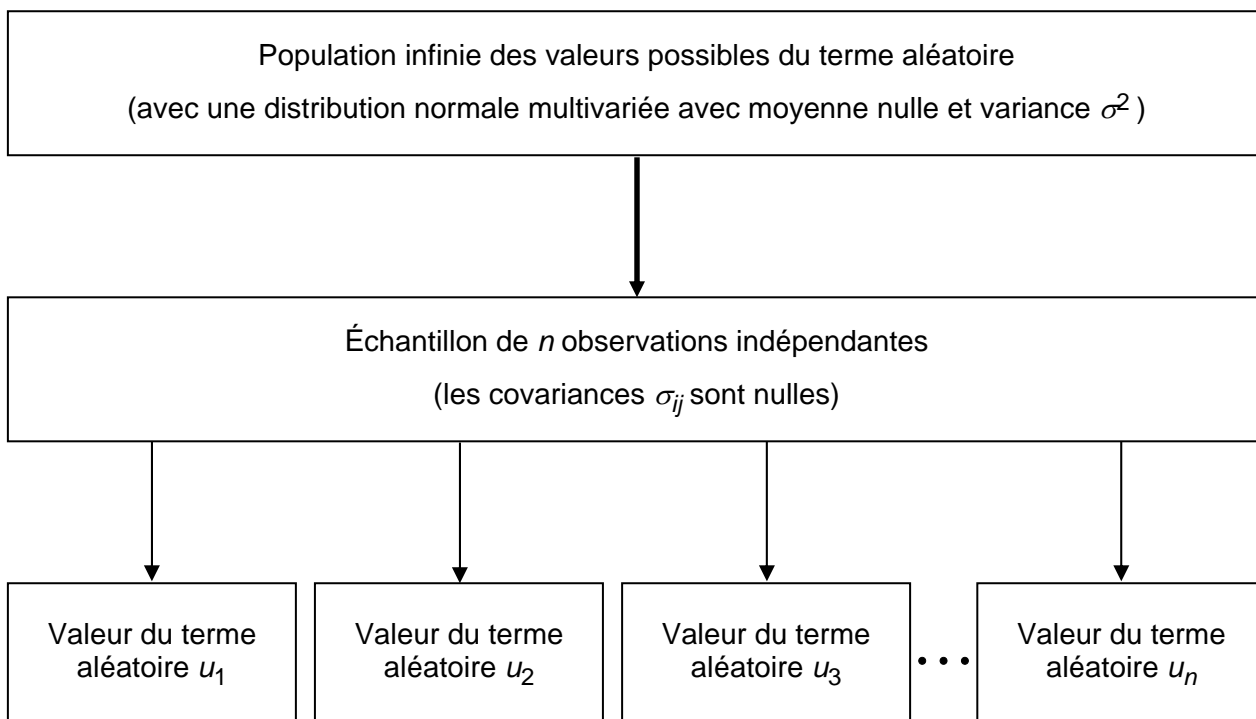 Population infinie des valeurs possibles du terme aléatoire
(avec une distribution normale multivariée avec moyenne nulle et variance σ² )
Échantillon de n observations indépendantes
(les covariances σij sont nulles)
Valeur du terme
aléatoire u1
Valeur du terme
aléatoire u2
Valeur du terme
aléatoire u3
• • •
Valeur du terme
aléatoire un